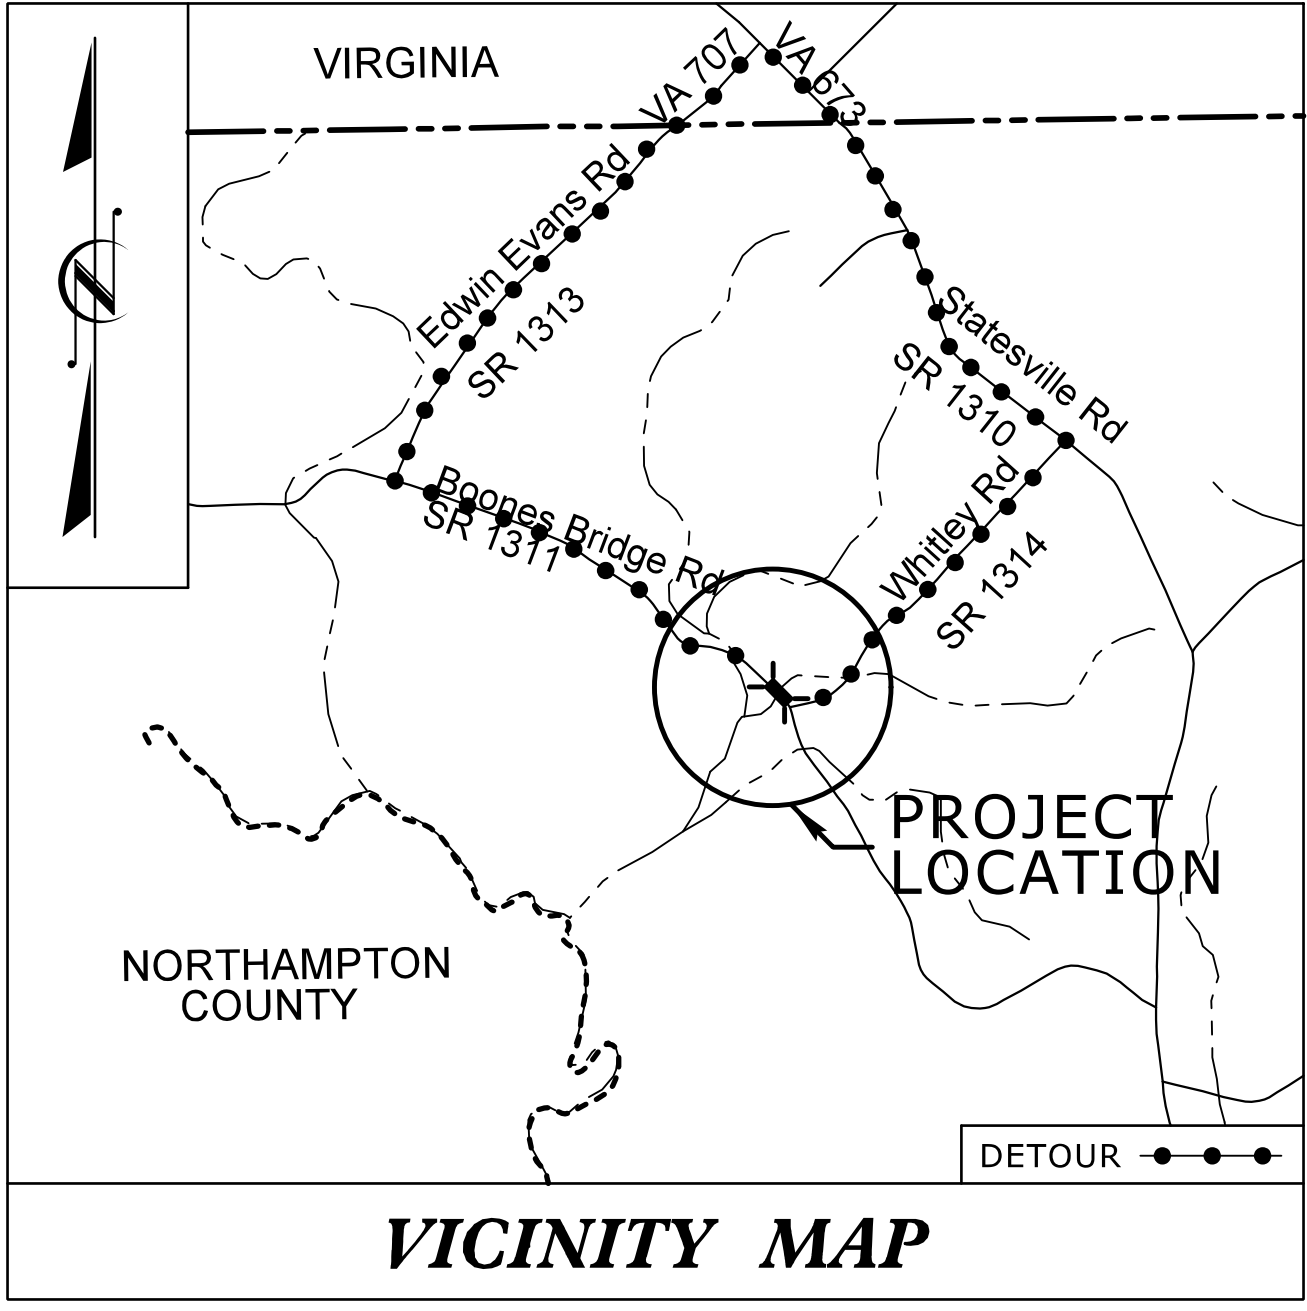 VIRGINIA
VA 707
VA 673
Edwin Evans Rd
SR 1313
Statesville Rd
SR 1310
Boones Bridge Rd
SR 1311
Whitley Rd
SR 1314
PROJECT
LOCATION
NORTHAMPTON
COUNTY
DETOUR
VICINITY MAP
N